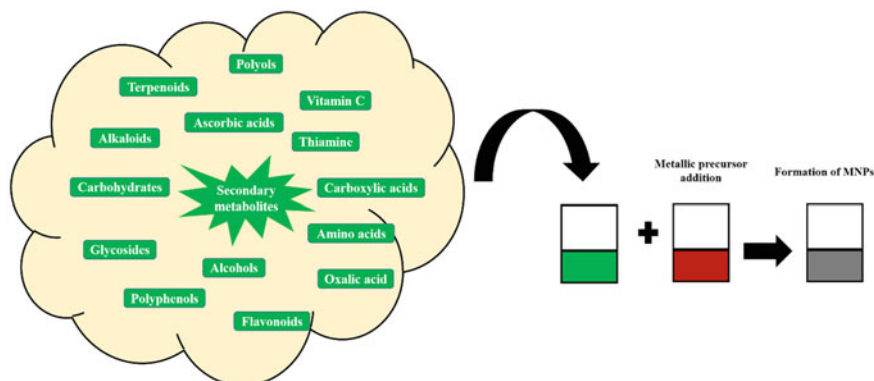 Polyols
Terpenoids
Vitamin C
Ascorbic acids
Alkaloids
Thiamine
Carbohydrates
Secondary
metabolites
Carboxylic acids
Amino acids
Glycosides
Alcohols
Oxalic acid
Polyphenols
Flavonoids
Metallic precursor
addition
Formation of MNPs